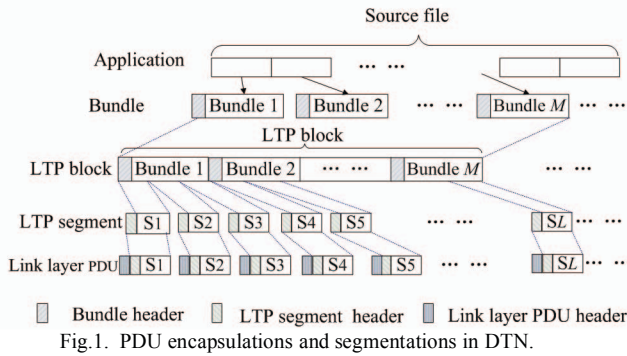 Source file
Application ... ...
Bundle Bundle 1 Bundle 2 ... ... Bundle M ... ...
LTP block
LTP block Bundle 1 Bundle 2 ... ... Bundle M ... ...
LTP segment S1 S2 S3 S4 S5 ... ... SL ... ...
Link layer PDU S1 S2 S3 S4 S5 ... ... SL ... ...
Bundle header LTP segment header Link layer PDU header
Fig.1. PDU encapsulations and segmentations in DTN.